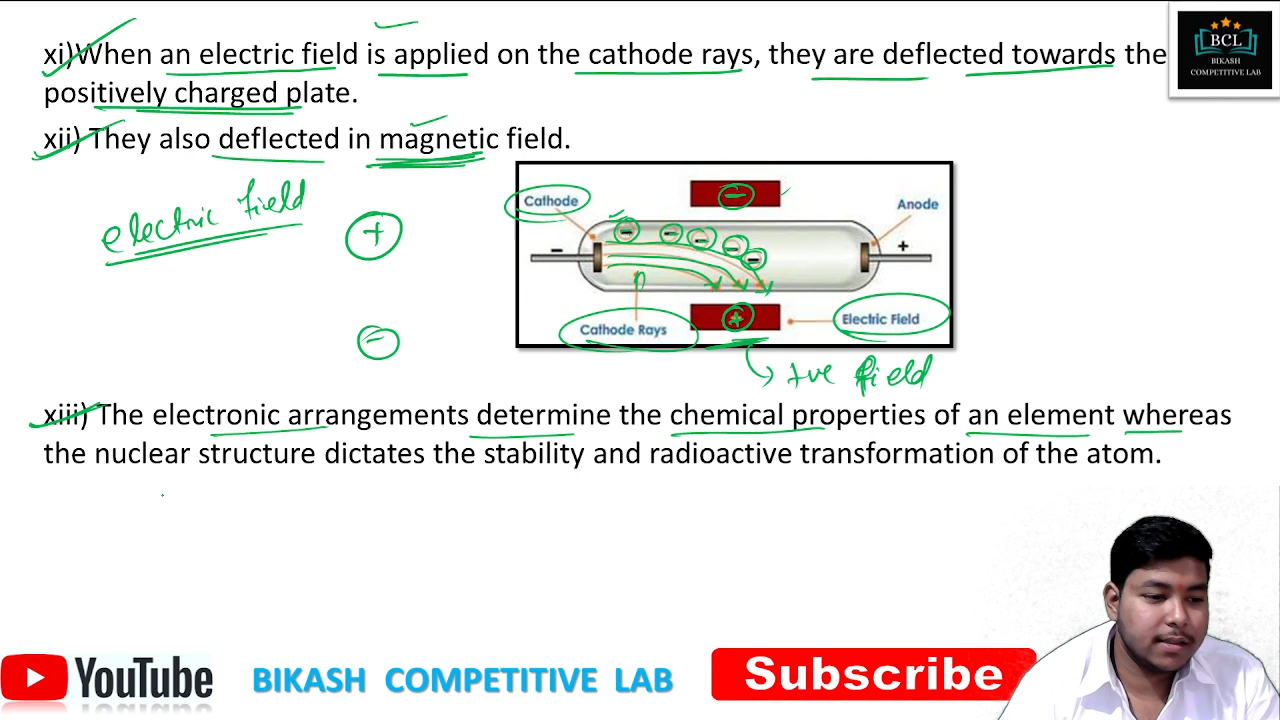 xi) When an electric field is applied on the cathode rays, they are deflected towards the
positively charged plate.
xii) They also deflected in magnetic field.
BCL
BIKASH
COMPETITIVE LAB
electric field
+
-
Cathode
Anode
-
-
- - - - -
+
Cathode Rays
+
Electric Field
+ve field
xiii) The electronic arrangements determine the chemical properties of an element whereas
the nuclear structure dictates the stability and radioactive transformation of the atom.
YouTube
BIKASH COMPETITIVE LAB
Subscribe